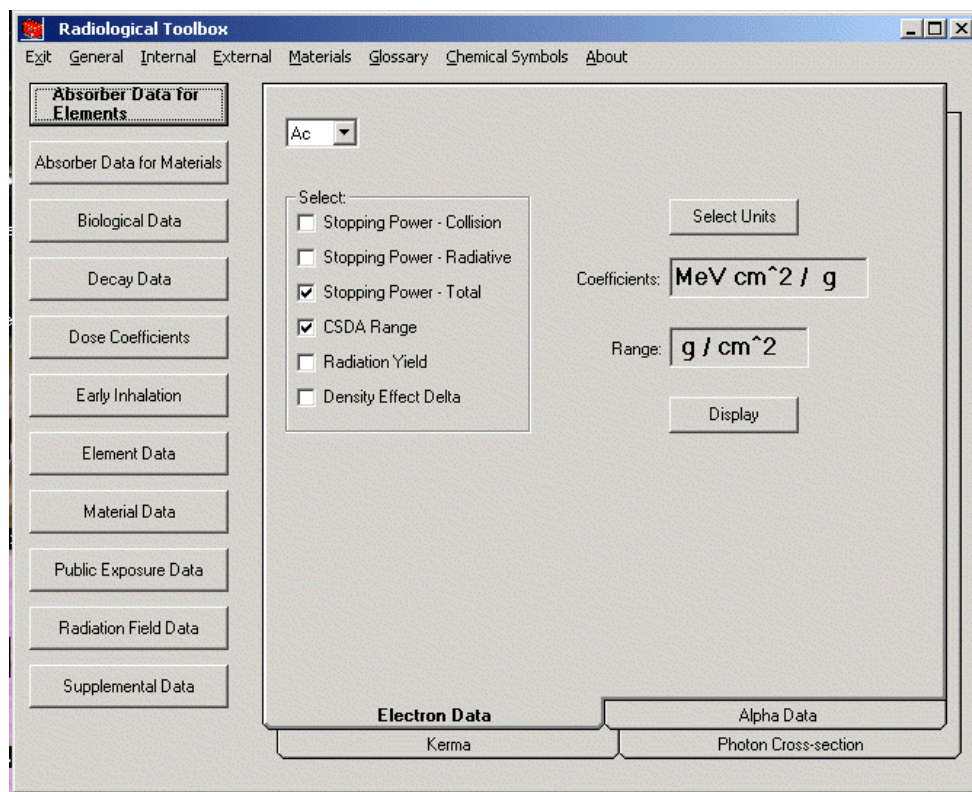 Radiological Toolbox
Exit General Internal External Materials Glossary Chemical Symbols About
Absorber Data for
Elements
Absorber Data for Materials
Biological Data
Decay Data
Dose Coefficients
Early Inhalation
Element Data
Material Data
Public Exposure Data
Radiation Field Data
Supplemental Data
Ac
Select:
Stopping Power - Collision
Stopping Power - Radiative
Stopping Power - Total
CSDA Range
Radiation Yield
Density Effect Delta
Select Units
Coefficients: MeV cm^2 / g
Range: g / cm^2
Display
Electron Data
Alpha Data
Kerma
Photon Cross-section